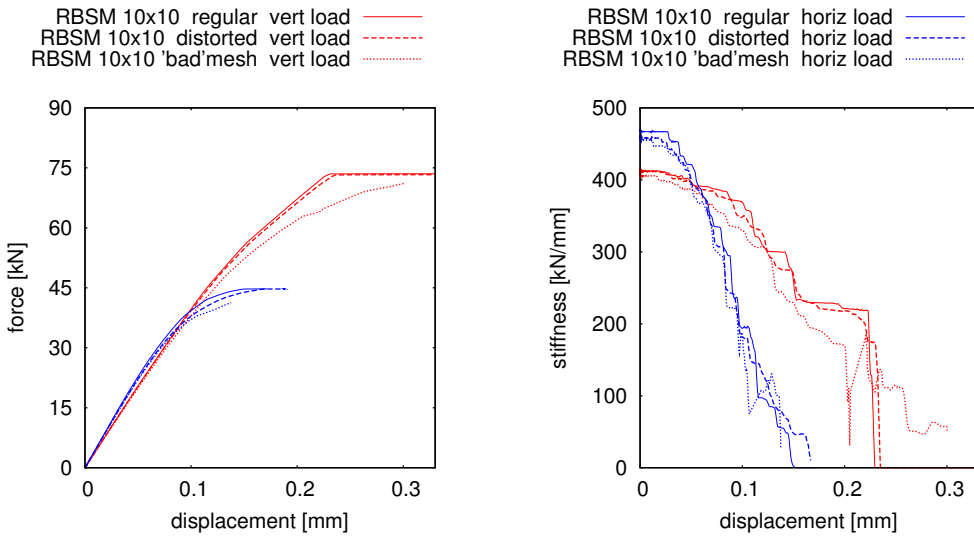 RBSM 10x10 regular vert load
RBSM 10x10 distorted vert load
RBSM 10x10 'bad'mesh vert load
90
75
60
45
30
15
0
force [kN]
0
0.1
0.2
0.3
displacement [mm]
RBSM 10x10 regular horiz load
RBSM 10x10 distorted horiz load
RBSM 10x10 'bad'mesh horiz load
500
400
300
200
100
0
stiffness [kN/mm]
0
0.1
0.2
0.3
displacement [mm]